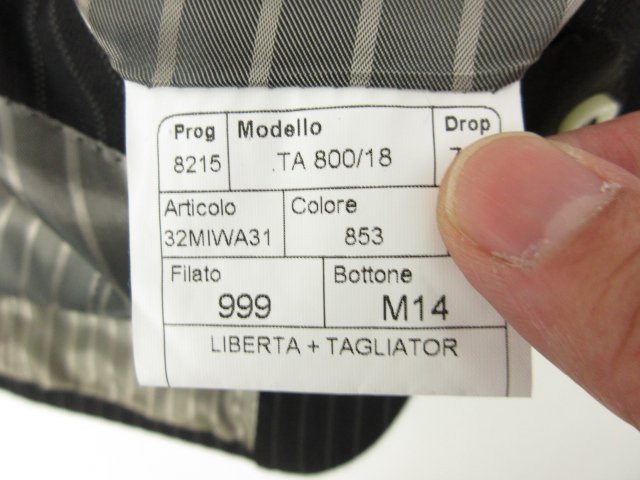 Prog Modello Drop
8215 .TA 800/18
Articolo Colore
32MIWA31 853
Filato Bottone
999 M14
LIBERTA + TAGLIATOR